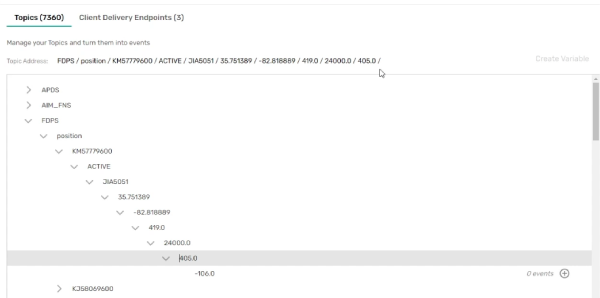 Topics (7360) Client Delivery Endpoints (3)
Manage your Topics and turn them into events
Topic Address: FDPS / position / KM57779600 / ACTIVE / JIA5051 / 35.751389 / -82.818889 / 419.0 / 24000.0 / 405.0 / Create Variable
APDS
AIM_FNS
FDPS
position
KM57779600
ACTIVE
JIA5051
35.751389
-82.818889
419.0
24000.0
405.0
-106.0 0 events
KJ58069600